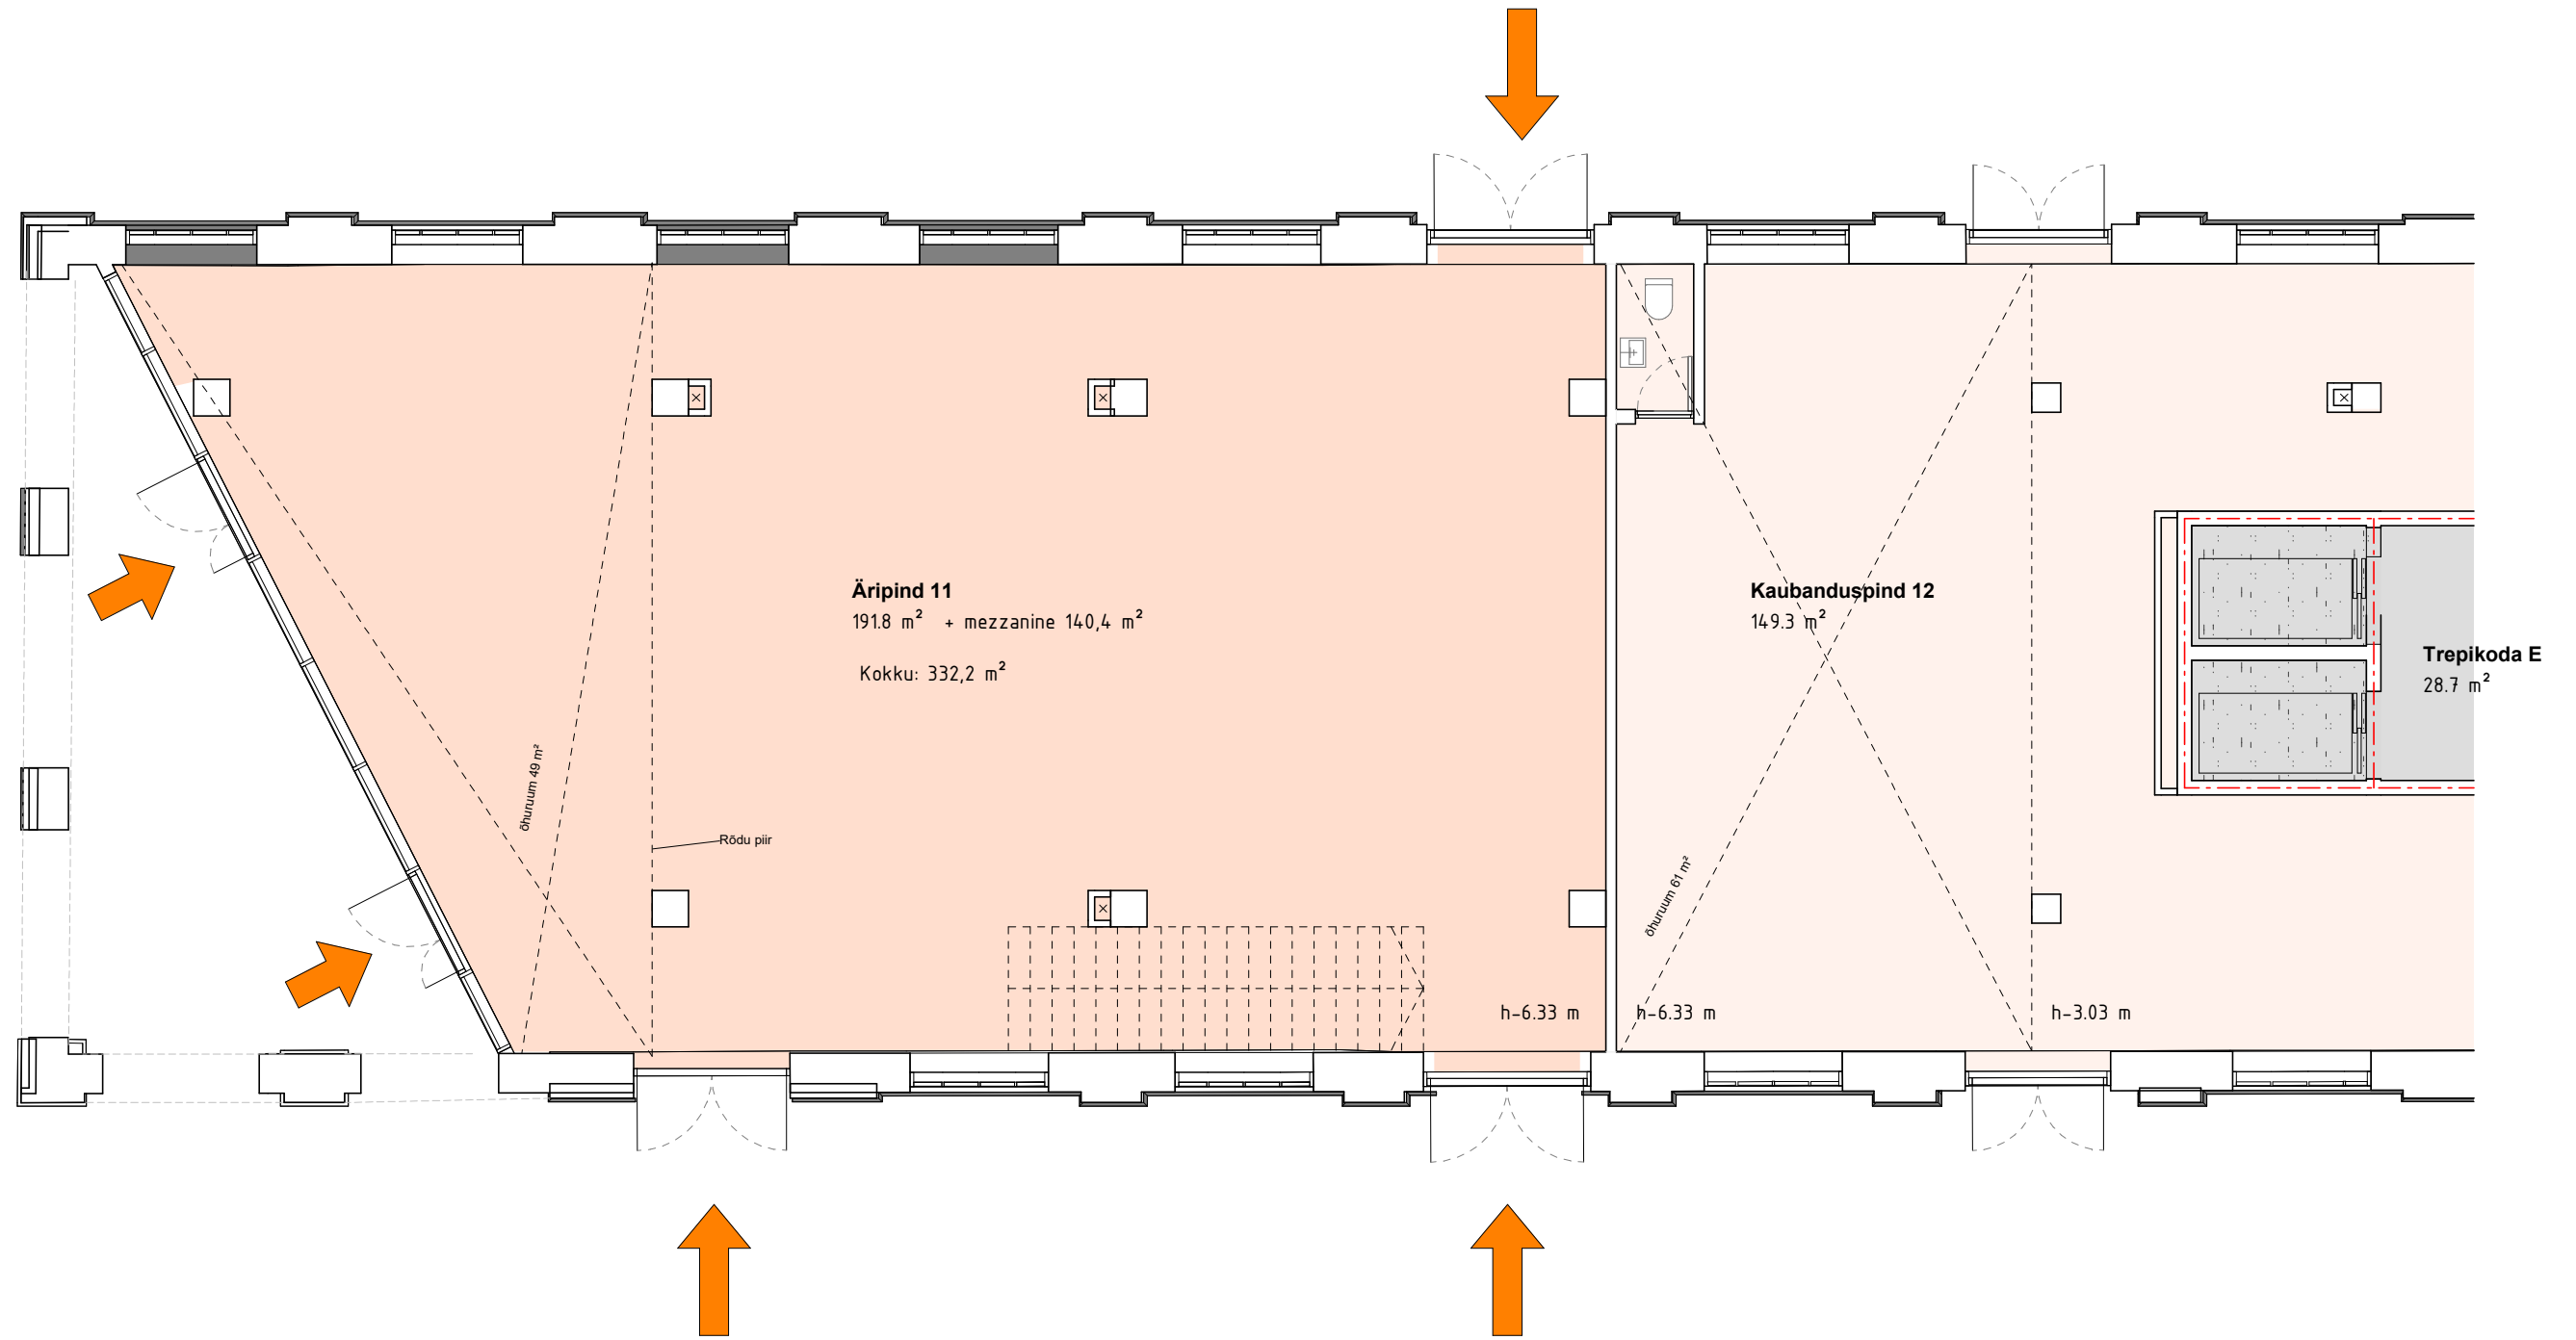 Äripind 11
191.8 m² + mezzanine 140,4 m²
Kokku: 332,2 m²
Kaubanduspind 12
149.3 m²
Trepikoda E
28.7 m²
õhuruum 49 m²
Rõdu piir
õhuruum 61 m²
h-6.33 m
h-6.33 m
h-3.03 m